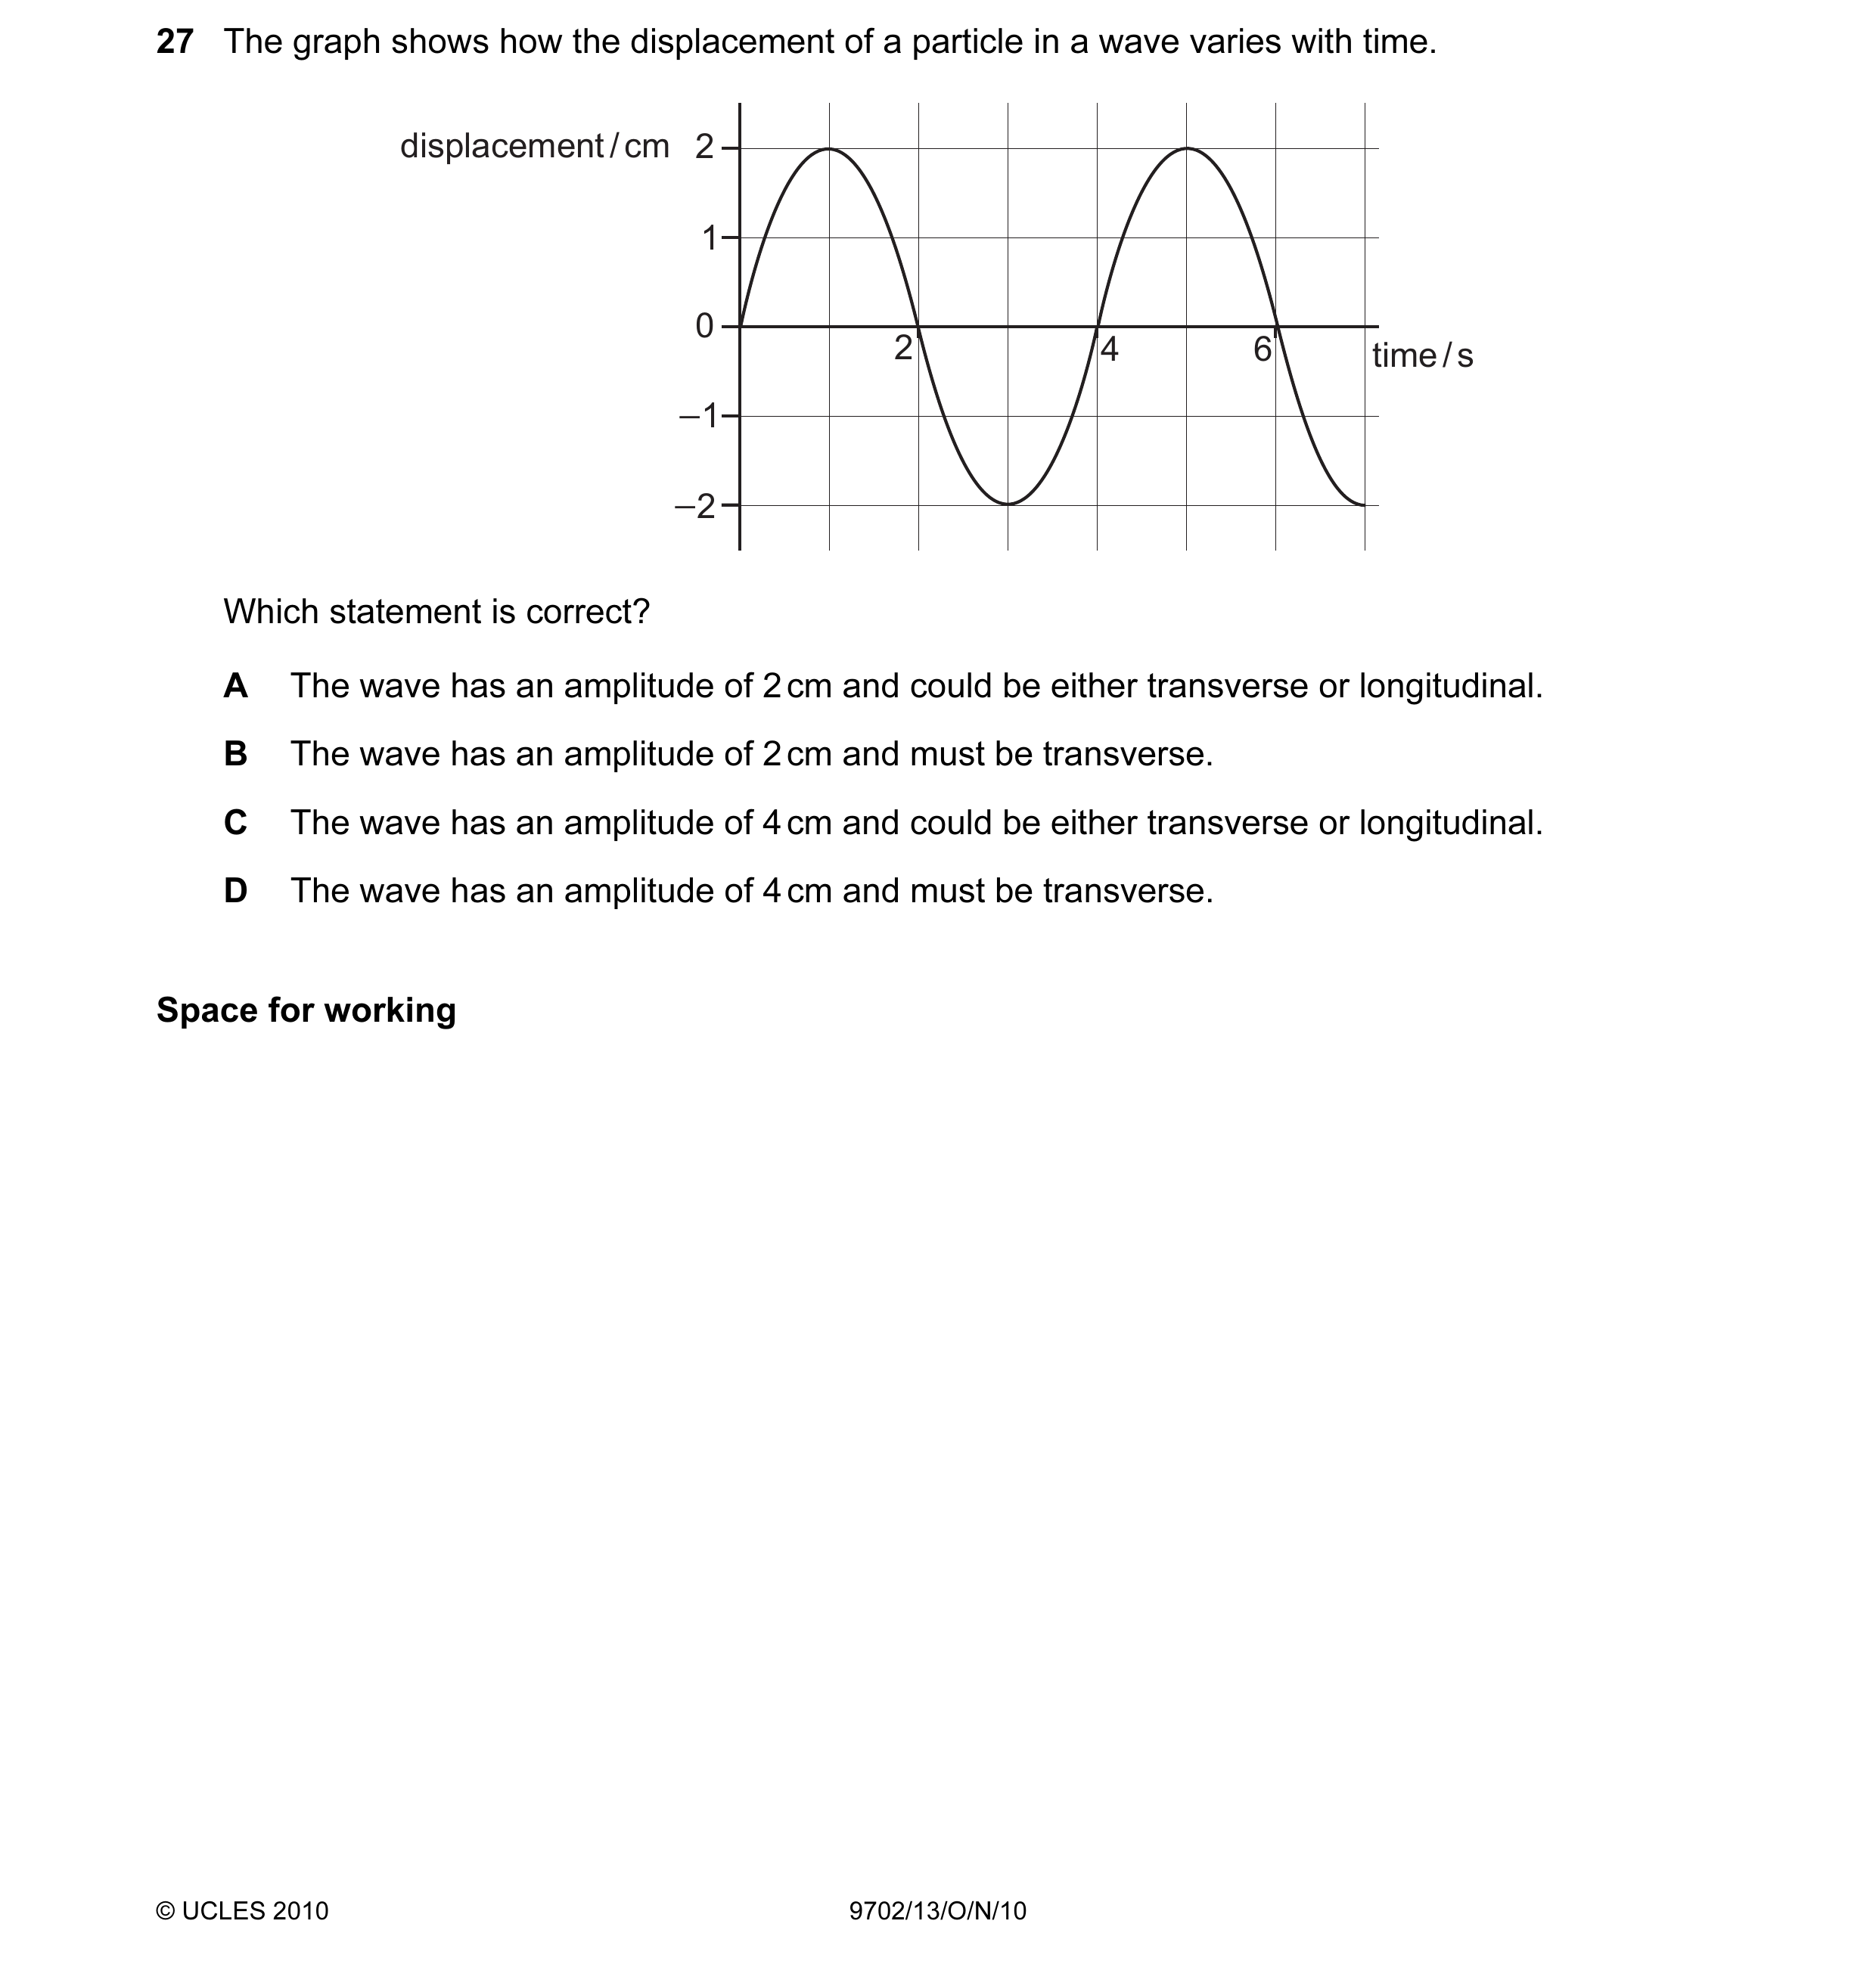 27 The graph shows how the displacement of a particle in a wave varies with time.
displacement / cm 2
1
0
2 4 6 time / s
–1
–2
Which statement is correct?
A The wave has an amplitude of 2 cm and could be either transverse or longitudinal.
B The wave has an amplitude of 2 cm and must be transverse.
C The wave has an amplitude of 4 cm and could be either transverse or longitudinal.
D The wave has an amplitude of 4 cm and must be transverse.
Space for working
© UCLES 2010 9702/13/O/N/10